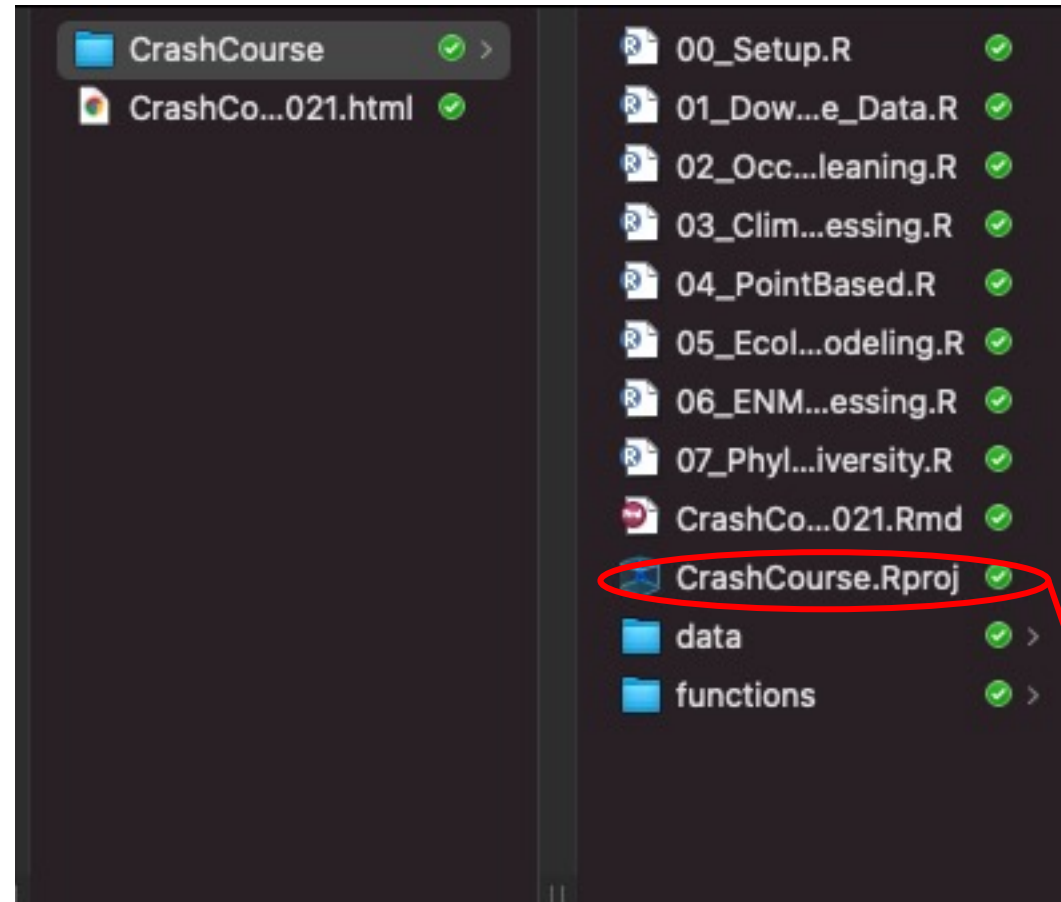 CrashCourse
CrashCo...021.html
00_Setup.R
01_Dow...e_Data.R
02_Occ...leaning.R
03_Clim...essing.R
04_PointBased.R
05_Ecol...odeling.R
06_ENM...essing.R
07_Phyl...iversity.R
CrashCo...021.Rmd
CrashCourse.Rproj
data
functions